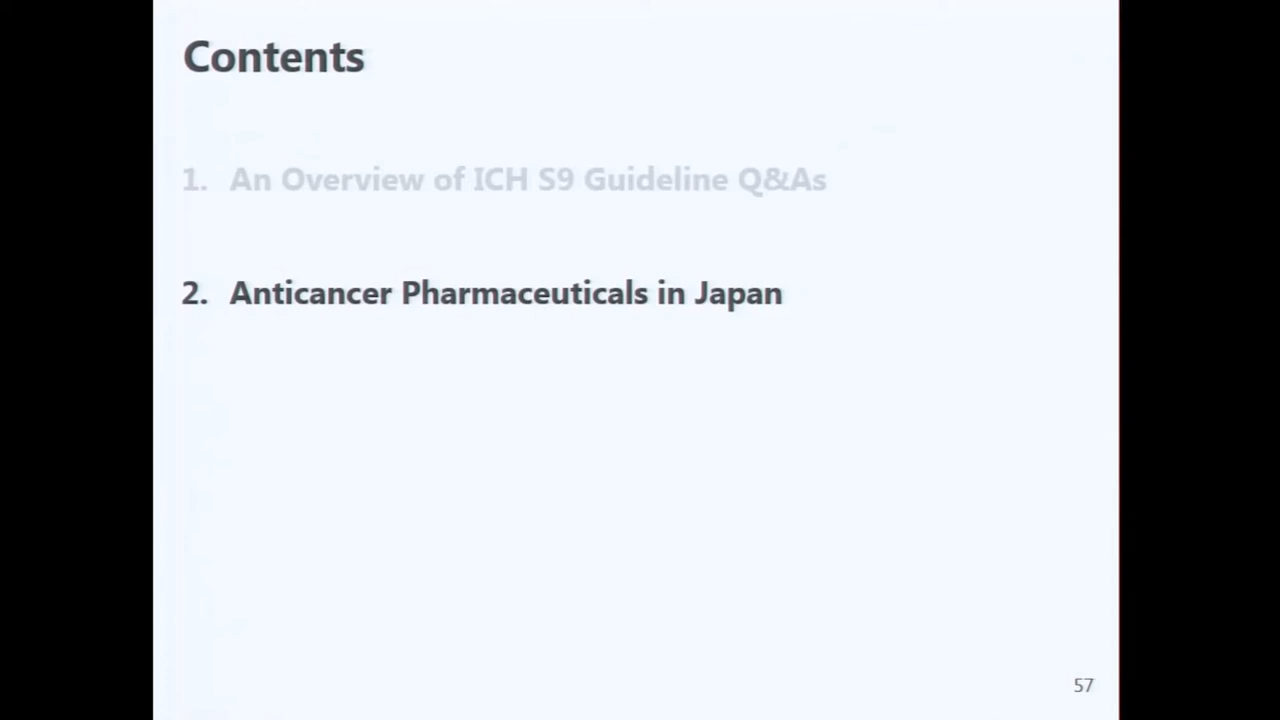 Contents
1. An Overview of ICH S9 Guideline Q&As
2. Anticancer Pharmaceuticals in Japan
57